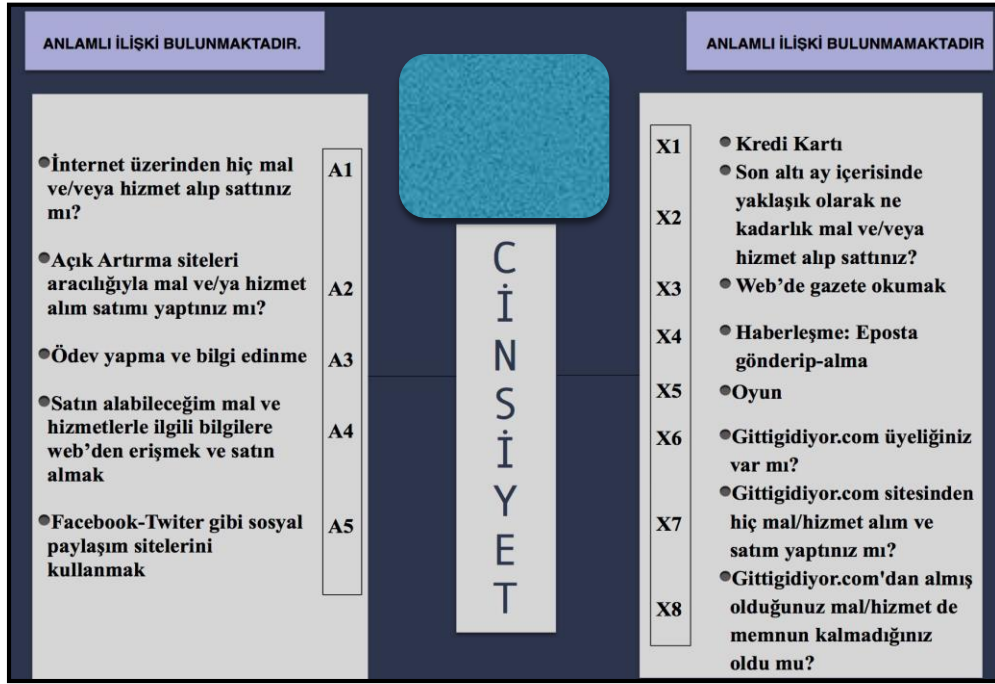 ANLAMLI İLİŞKİ BULUNMAKTADIR.
●İnternet üzerinden hiç mal
ve/veya hizmet alıp sattınız
mı?
A1
●Açık Artırma siteleri
aracılığıyla mal ve/ya hizmet
alım satımı yaptınız mı?
A2
●Ödev yapma ve bilgi edinme
A3
●Satın alabileceğim mal ve
hizmetlerle ilgili bilgilere
web’den erişmek ve satın
almak
A4
●Facebook-Twiter gibi sosyal
paylaşım sitelerini
kullanmak
A5
C
İ
N
S
İ
Y
E
T
ANLAMLI İLİŞKİ BULUNMAMAKTADIR
X1
● Kredi Kartı
X2
● Son altı ay içerisinde
yaklaşık olarak ne
kadarlık mal ve/veya
hizmet alıp sattınız?
X3
● Web’de gazete okumak
X4
● Haberleşme: Eposta
gönderip-alma
X5
●Oyun
X6
●Gittigidiyor.com üyeliğiniz
var mı?
X7
●Gittigidiyor.com sitesinden
hiç mal/hizmet alım ve
satım yaptınız mı?
X8
●Gittigidiyor.com'dan almış
olduğunuz mal/hizmet de
memnun kalmadığınız
oldu mu?